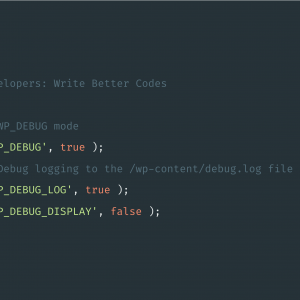 elopers: Write Better Codes
WP_DEBUG mode
P_DEBUG', true );
Debug logging to the /wp-content/debug.log file
P_DEBUG_LOG', true );
P_DEBUG_DISPLAY', false );